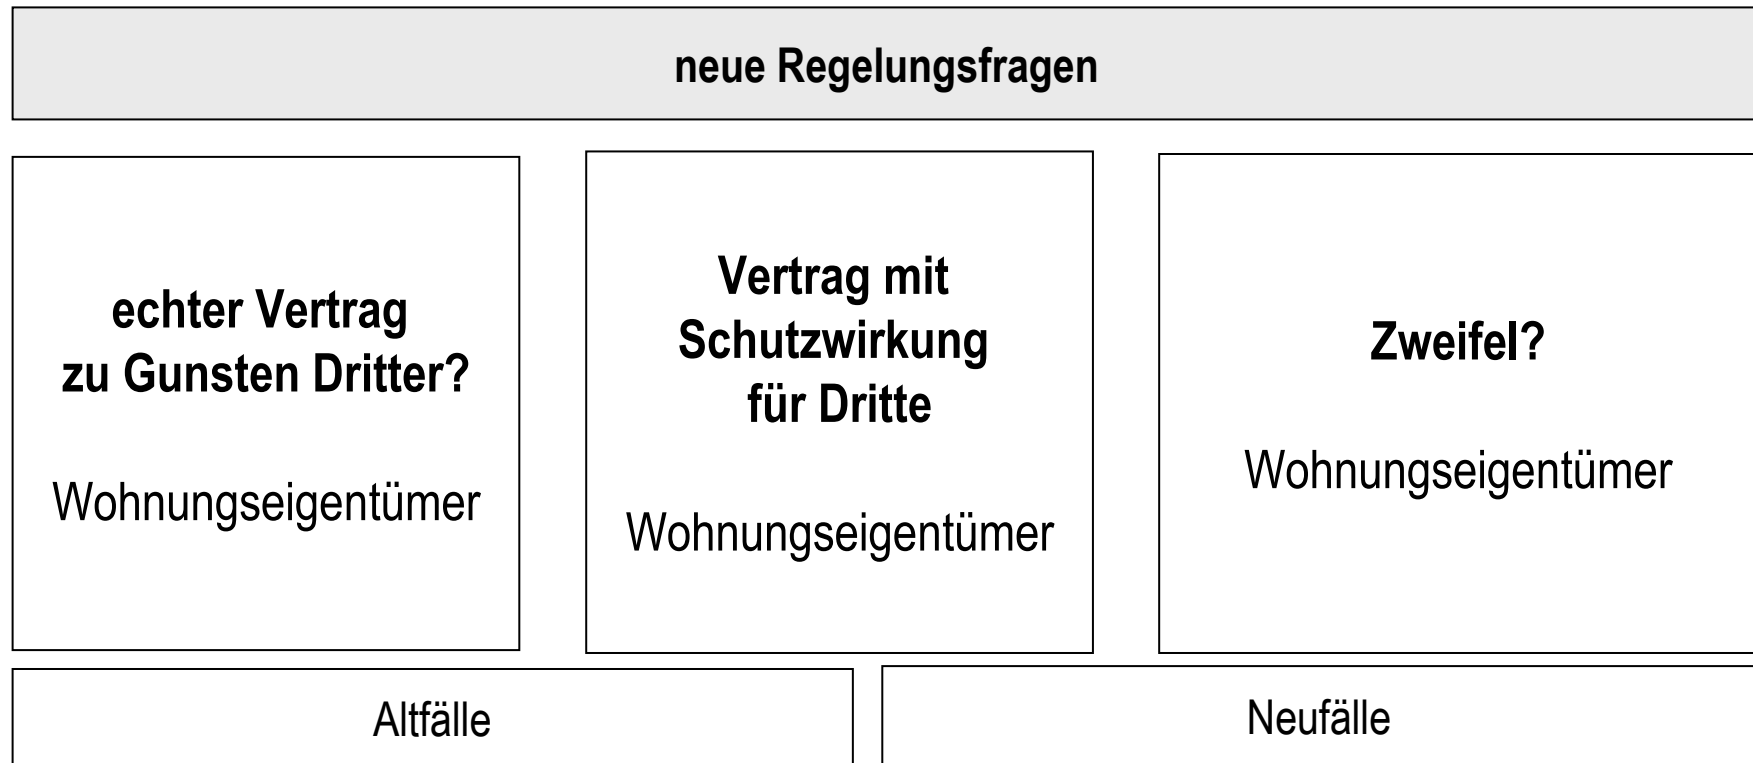 neue Regelungsfragen
echter Vertrag
zu Gunsten Dritter?
Wohnungseigentümer
Vertrag mit
Schutzwirkung
für Dritte
Wohnungseigentümer
Zweifel?
Wohnungseigentümer
Altfälle
Neufälle